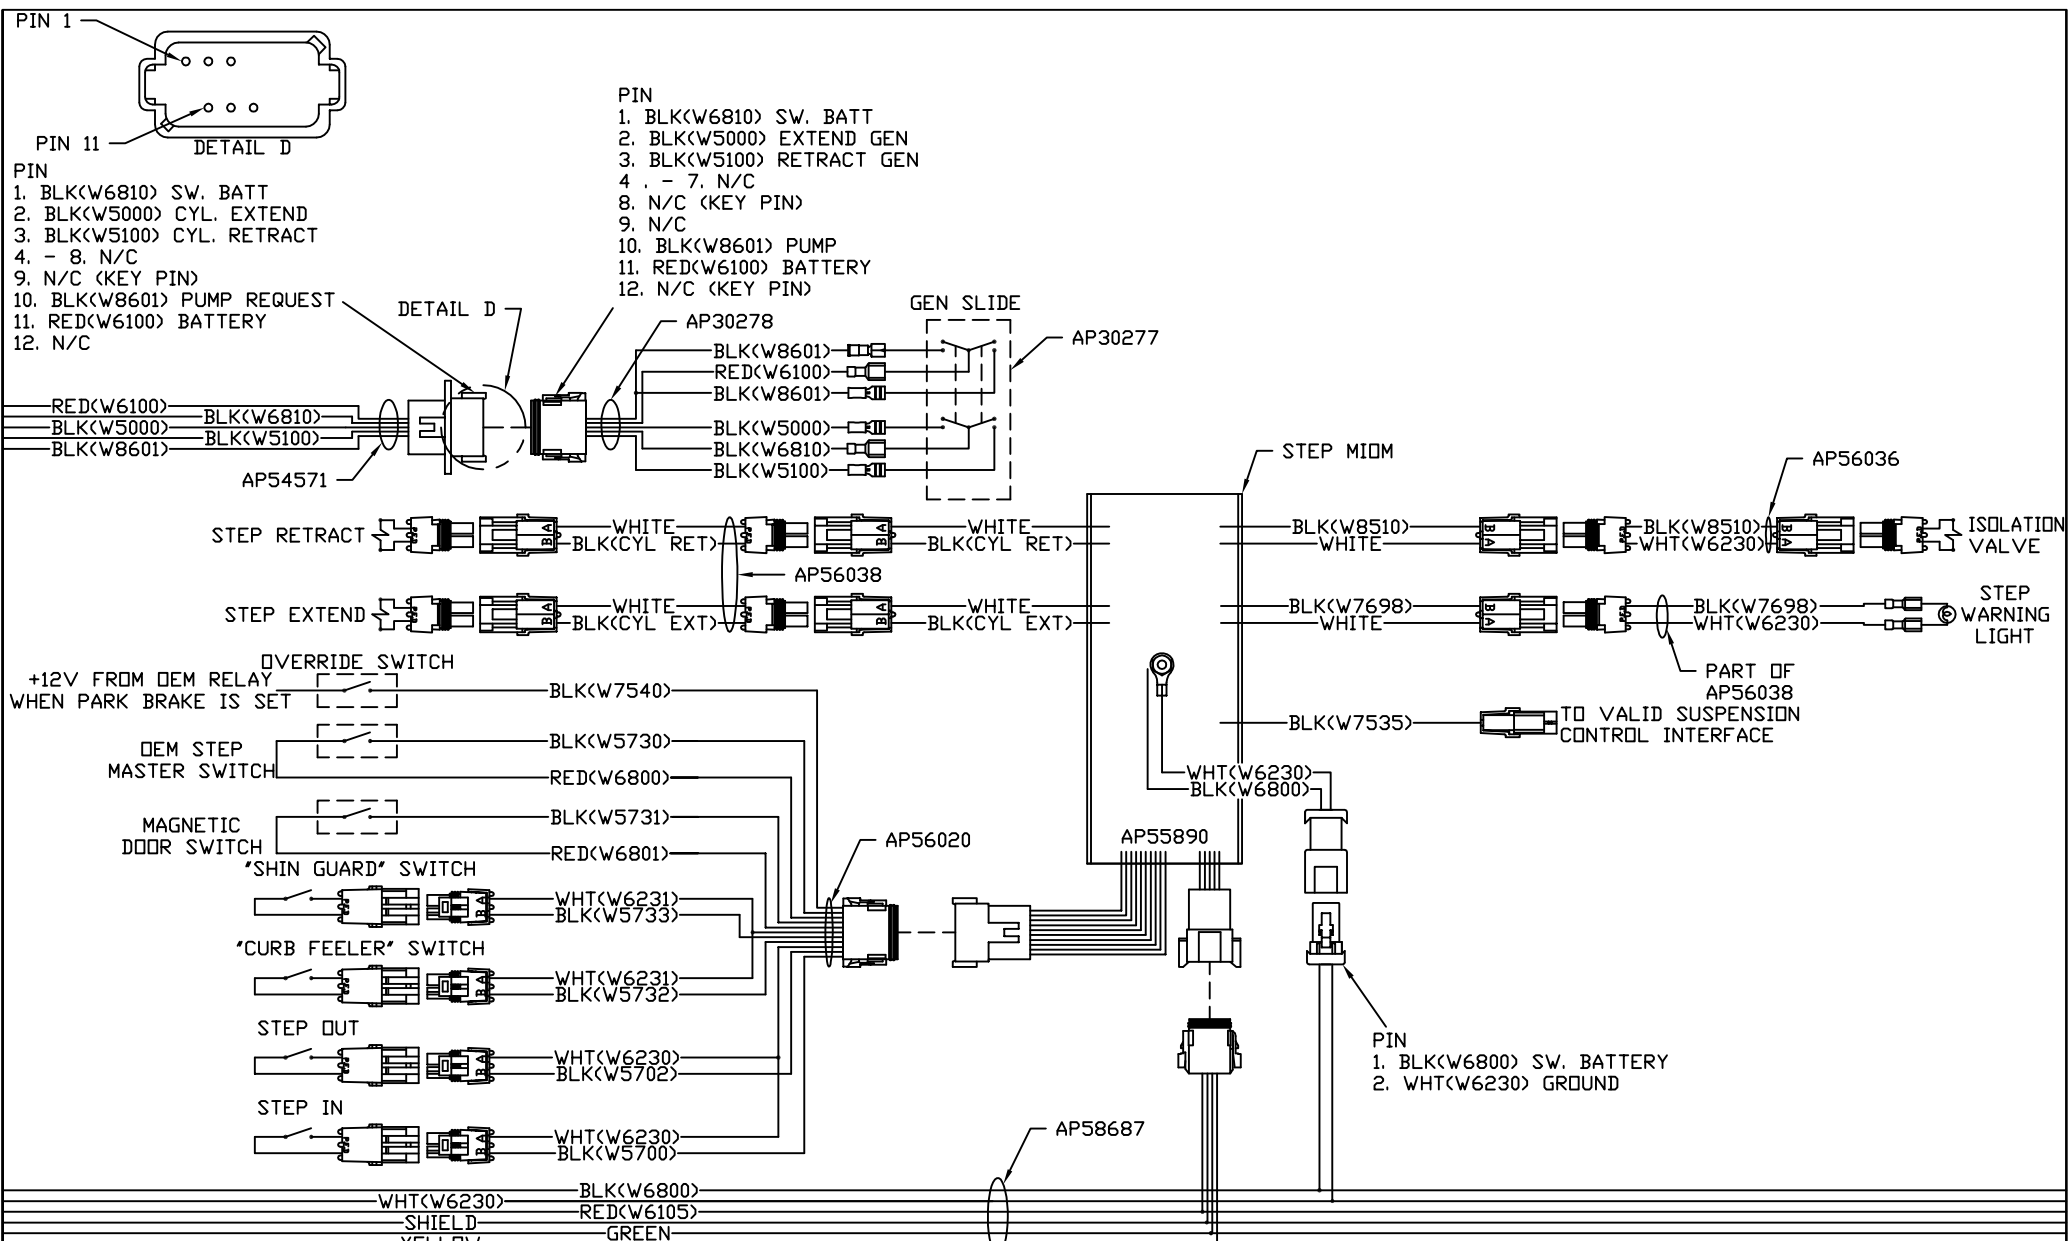 PIN 1
PIN 11
DETAIL D
PIN
1. BLK(W6810) SW. BATT
2. BLK(W5000) CYL. EXTEND
3. BLK(W5100) CYL. RETRACT
4. - 8. N/C
9. N/C (KEY PIN)
10. BLK(W8601) PUMP REQUEST
11. RED(W6100) BATTERY
12. N/C
PIN
1. BLK(W6810) SW. BATT
2. BLK(W5000) EXTEND GEN
3. BLK(W5100) RETRACT GEN
4 . - 7. N/C
8. N/C (KEY PIN)
9. N/C
10. BLK(W8601) PUMP
11. RED(W6100) BATTERY
12. N/C (KEY PIN)
DETAIL D
AP30278
GEN SLIDE
AP30277
BLK(W8601)
RED(W6100)
BLK(W8601)
BLK(W5000)
BLK(W6810)
BLK(W5100)
RED(W6100)
BLK(W6810)
BLK(W5000)
BLK(W5100)
BLK(W8601)
AP54571
STEP MIOM
AP56036
STEP RETRACT
A
B
WHITE
BLK(CYL RET)
A
B
WHITE
BLK(CYL RET)
BLK(W8510)
WHITE
B
A
BLK(W8510)
WHT(W6230)
B
A
ISOLATION
VALVE
AP56038
STEP EXTEND
A
B
WHITE
BLK(CYL EXT)
A
B
WHITE
BLK(CYL EXT)
BLK(W7698)
WHITE
B
A
BLK(W7698)
WHT(W6230)
STEP
WARNING
LIGHT
PART OF
AP56038
OVERRIDE SWITCH
+12V FROM OEM RELAY
WHEN PARK BRAKE IS SET
BLK(W7540)
BLK(W7535)
TO VALID SUSPENSION
CONTROL INTERFACE
OEM STEP
MASTER SWITCH
BLK(W5730)
RED(W6800)
WHT(W6230)
BLK(W6800)
MAGNETIC
DOOR SWITCH
BLK(W5731)
RED(W6801)
AP56020
AP55890
"SHIN GUARD" SWITCH
A
B
WHT(W6231)
BLK(W5733)
"CURB FEELER" SWITCH
A
B
WHT(W6231)
BLK(W5732)
STEP OUT
A
B
WHT(W6230)
BLK(W5702)
STEP IN
A
B
WHT(W6230)
BLK(W5700)
PIN
1. BLK(W6800) SW. BATTERY
2. WHT(W6230) GROUND
AP58687
BLK(W6800)
WHT(W6230)
RED(W6105)
SHIELD
GREEN
YELLOW